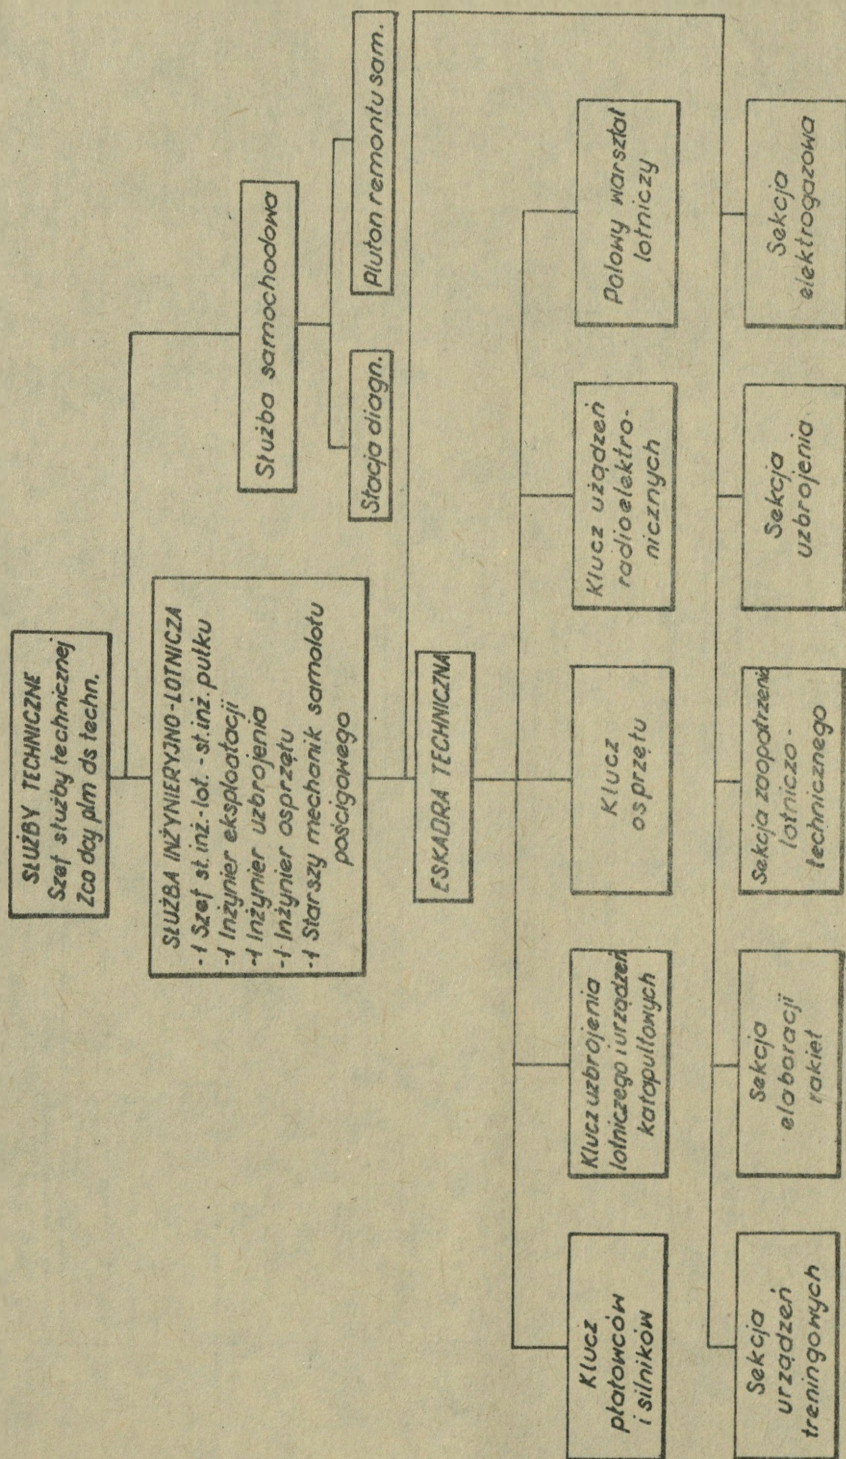 SŁUŻBY TECHNICZNE
Szef służby technicznej
Zca dcy plm ds techn.
SŁUŻBA INŻYNIERYJNO-LOTNICZA
-1 Szef st. inż.-lot. - st. inż. pułku
-1 Inżynier eksploatacji
-1 Inżynier uzbrojenia
-1 Inżynier osprzętu
-1 Starszy mechanik samolotu
pościgowego
Służba samochodowa
Stacja diagn.
Pluton remontu sam.
ESKADRA TECHNICZNA
Klucz
płatowców
i silników
Klucz uzbrojenia
lotniczego i urządzeń
katapultowych
Klucz
osprzętu
Klucz użądzeń
radioelektro-
nicznych
Polowy warsztat
lotniczy
Sekcja
urządzeń
treningowych
Sekcja
elaboracji
rakiet
Sekcja zaopatrzenia
lotniczo -
technicznego
Sekcja
uzbrojenia
Sekcja
elektrogazowa